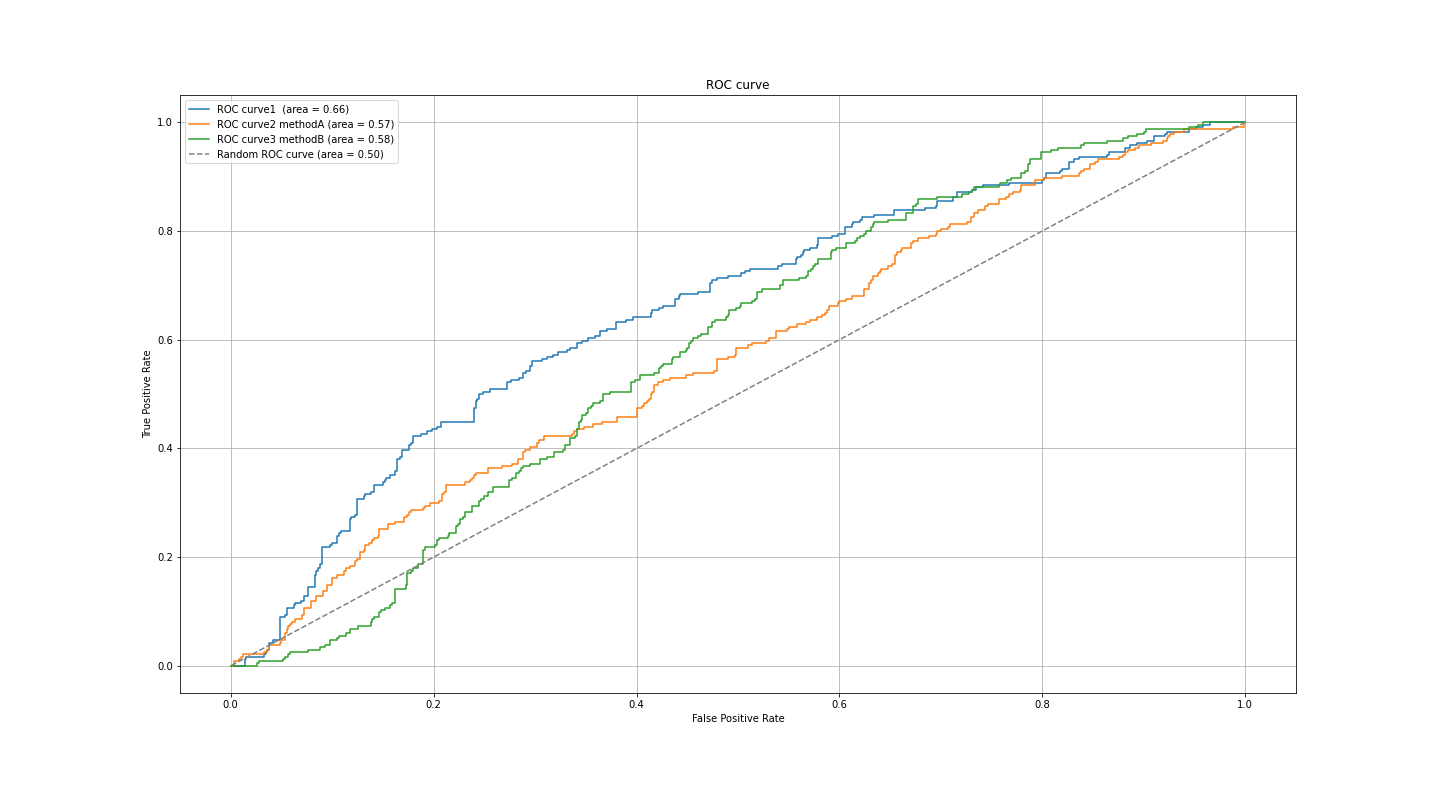 ROC curve
ROC curve1  (area = 0.66)
ROC curve2 methodA (area = 0.57)
ROC curve3 methodB (area = 0.58)
Random ROC curve (area = 0.50)
True Positive Rate
1.0
0.8
0.6
0.4
0.2
0.0
0.0 0.2 0.4 0.6 0.8 1.0
False Positive Rate